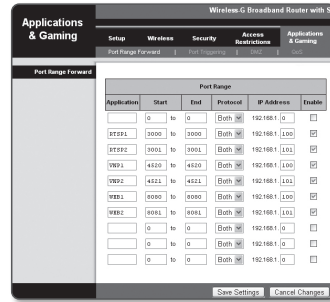 Wireless-G Broadband Router with S
Applications & Gaming
Setup Wireless Security Access Restrictions Applications & Gaming
Port Range Forward | Port Triggering | DMZ | QoS
Port Range Forward
Port Range
Application Start End Protocol IP Address Enable
0 to 0 Both 192.168.1. 0
RTSP1 3000 to 3000 Both 192.168.1. 100
RTSP2 3001 to 3001 Both 192.168.1. 101
VNP1 4520 to 4520 Both 192.168.1. 100
VNP2 4521 to 4521 Both 192.168.1. 101
WEB1 8080 to 8080 Both 192.168.1. 100
WEB2 8081 to 8081 Both 192.168.1. 101
0 to 0 Both 192.168.1. 0
0 to 0 Both 192.168.1. 0
0 to 0 Both 192.168.1. 0
Save Settings Cancel Changes